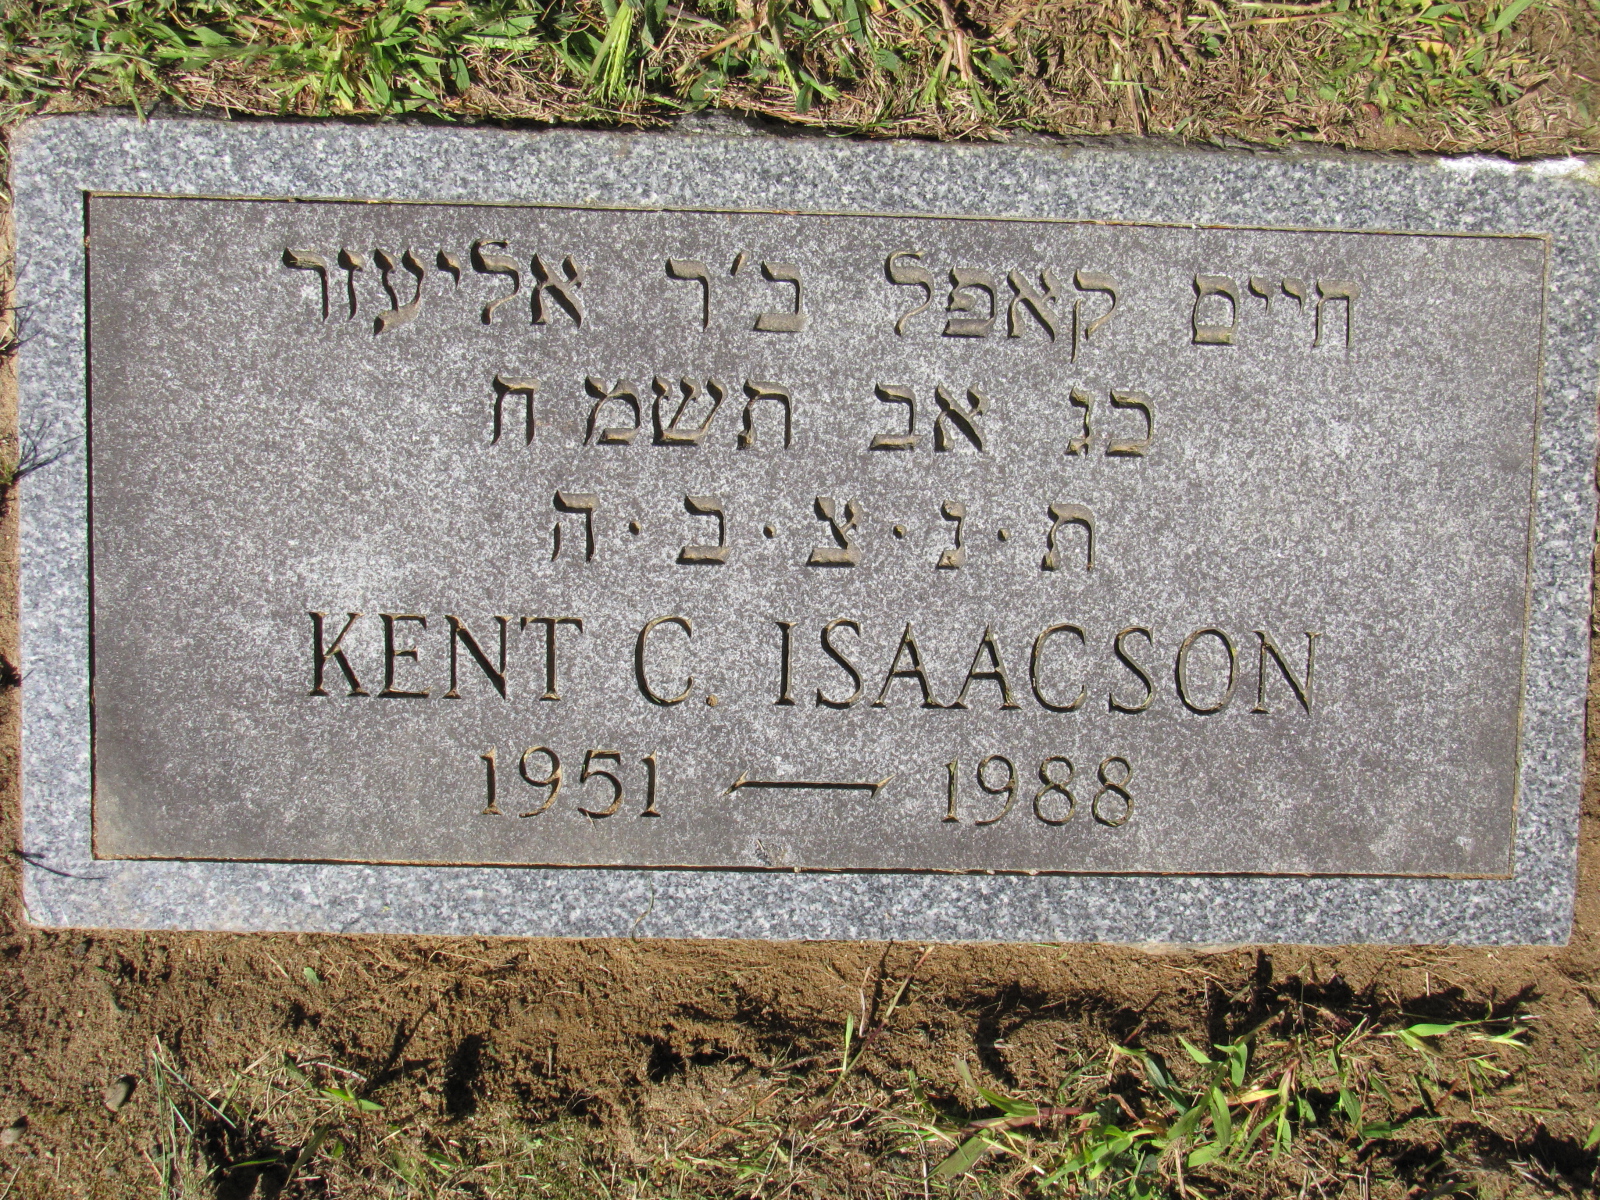 חיים קאפל ב'ר אליעזר
כג אב תשמח
ת·נ·צ·ב·ה
KENT C. ISAACSON
1951 — 1988